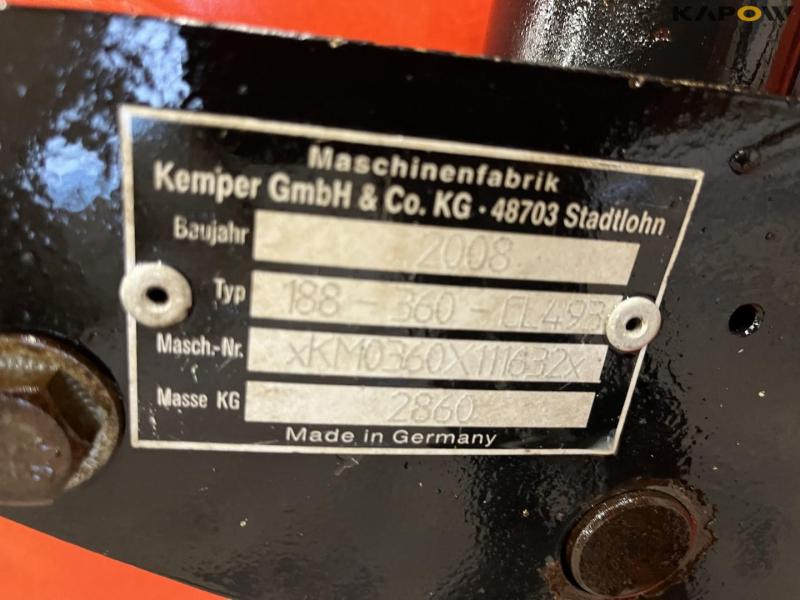 KAPOW
Maschinenfabrik
Kemper GmbH & Co. KG · 48703 Stadtlohn
Baujahr 2008
Typ 188-360-CL493
Masch.-Nr. xKM0360X111632x
Masse KG 2860
Made in Germany